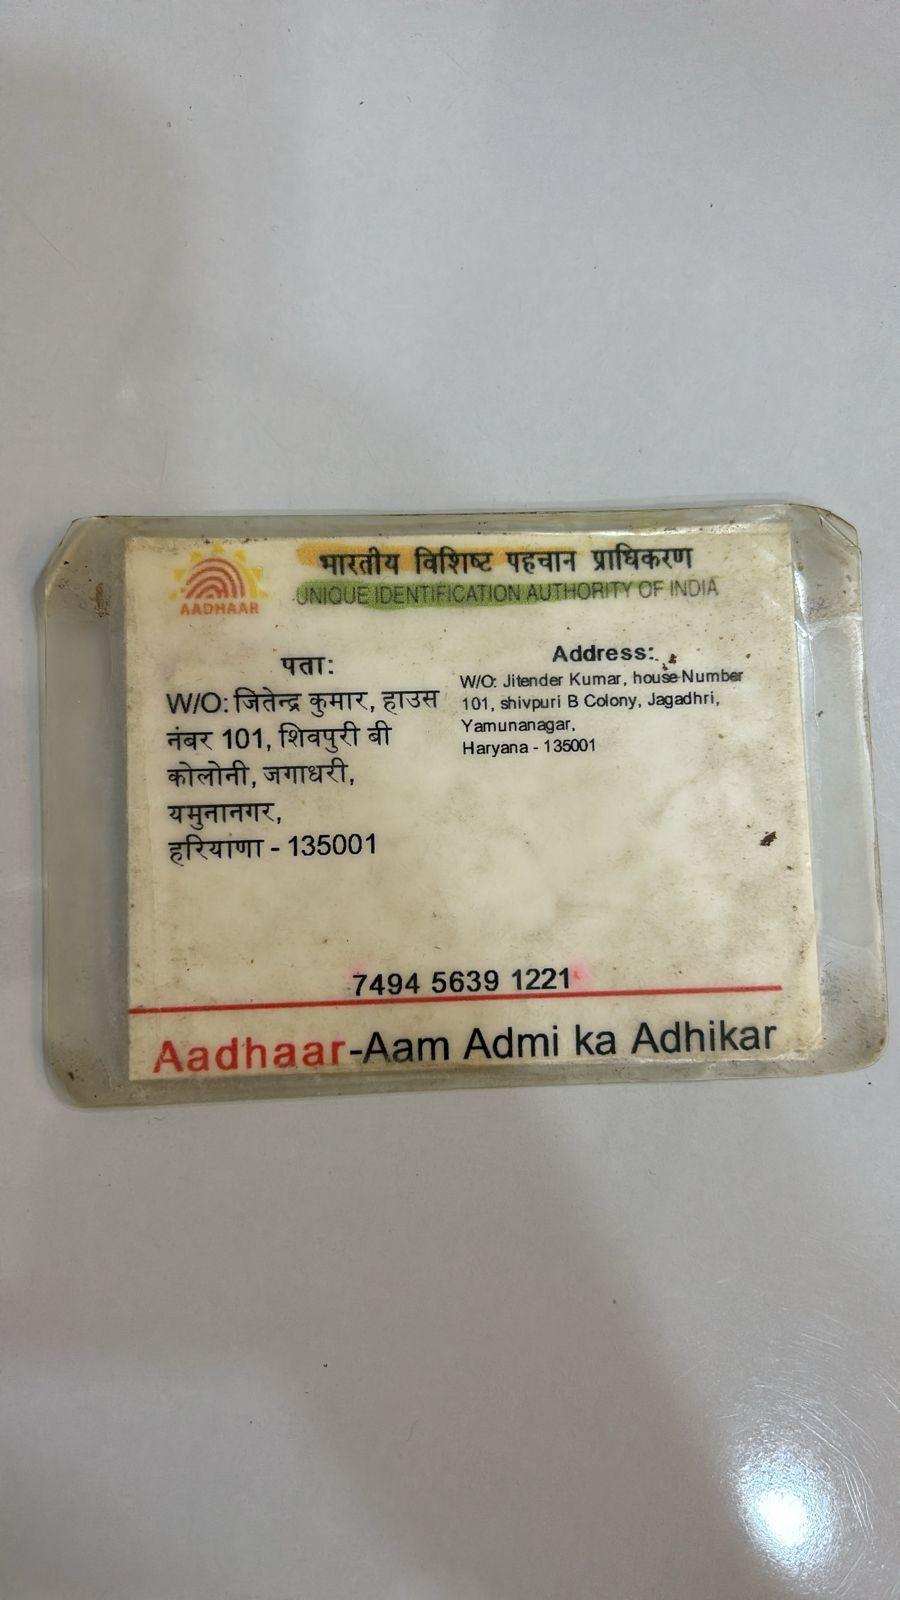 AADHAAR
भारतीय विशिष्ट पहचान प्राधिकरण
UNIQUE IDENTIFICATION AUTHORITY OF INDIA
पता:
W/O: जितेन्द्र कुमार, हाउस
नंबर 101, शिवपुरी बी
कोलोनी, जगाधरी,
यमुनानगर,
हरियाणा - 135001
Address:
W/O: Jitender Kumar, house Number
101, shivpuri B Colony, Jagadhri,
Yamunanagar,
Haryana - 135001
7494 5639 1221
Aadhaar-Aam Admi ka Adhikar